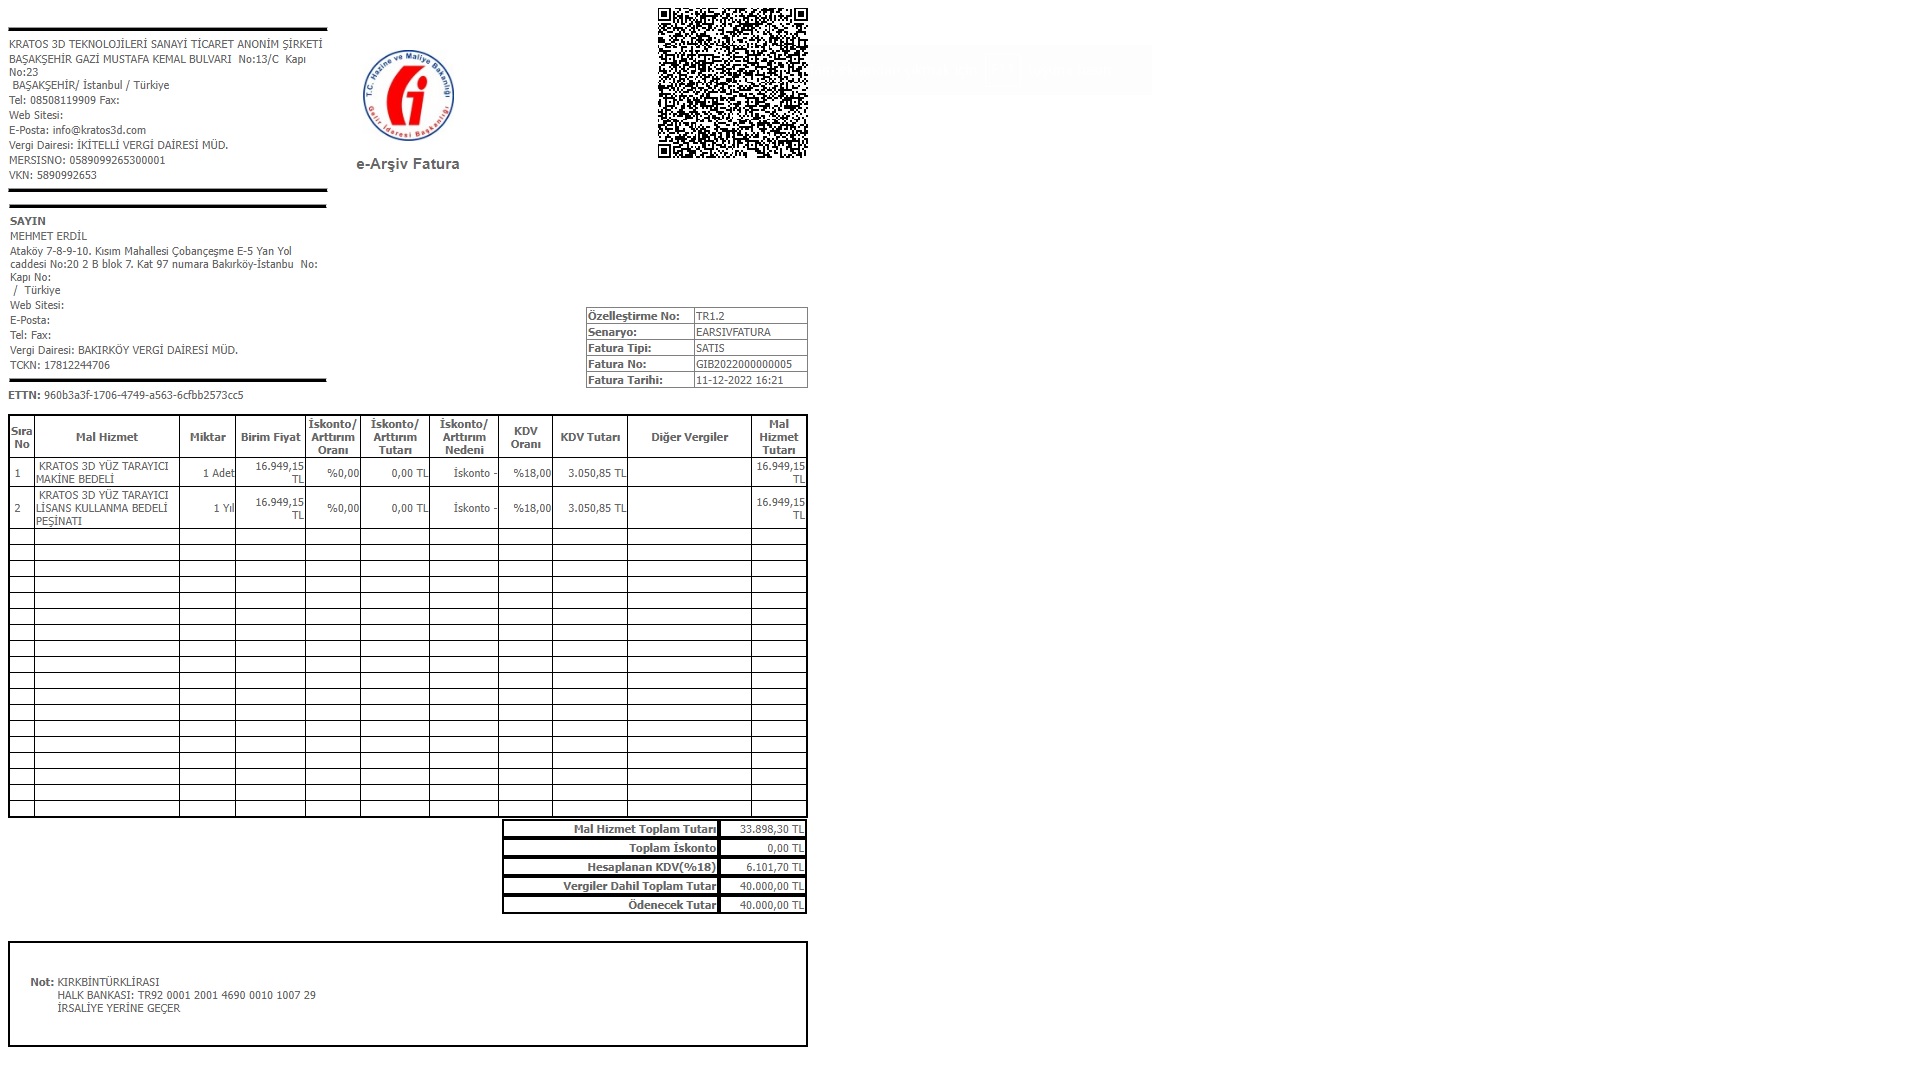 KRATOS 3D TEKNOLOJİLERİ SANAYİ TİCARET ANONİM ŞİRKETİ
BAŞAKŞEHİR GAZİ MUSTAFA KEMAL BULVARI No:13/C Kapı
No:23
BAŞAKŞEHİR/ İstanbul / Türkiye
Tel: 08508119909 Fax:
Web Sitesi:
E-Posta: info@kratos3d.com
Vergi Dairesi: İKİTELLİ VERGİ DAİRESİ MÜD.
MERSISNO: 0589099265300001
VKN: 5890992653
T.C. Hazine ve Maliye Bakanlığı
Gelir İdaresi Başkanlığı
e-Arşiv Fatura
SAYIN
MEHMET ERDİL
Ataköy 7-8-9-10. Kısım Mahallesi Çobançeşme E-5 Yan Yol
caddesi No:20 2 B blok 7. Kat 97 numara Bakırköy-İstanbu No:
Kapı No:
/ Türkiye
Web Sitesi:
E-Posta:
Tel: Fax:
Vergi Dairesi: BAKIRKÖY VERGİ DAİRESİ MÜD.
TCKN: 17812244706
Özelleştirme No: TR1.2
Senaryo: EARSIVFATURA
Fatura Tipi: SATIS
Fatura No: GIB2022000000005
Fatura Tarihi: 11-12-2022 16:21
ETTN: 960b3a3f-1706-4749-a563-6cfbb2573cc5
Sıra No Mal Hizmet Miktar Birim Fiyat İskonto/ Arttırım Oranı İskonto/ Arttırım Tutarı İskonto/ Arttırım Nedeni KDV Oranı KDV Tutarı Diğer Vergiler Mal Hizmet Tutarı
1 KRATOS 3D YÜZ TARAYICI MAKİNE BEDELİ 1 Adet 16.949,15 TL %0,00 0,00 TL İskonto - %18,00 3.050,85 TL 16.949,15 TL
2 KRATOS 3D YÜZ TARAYICI LİSANS KULLANMA BEDELİ PEŞİNATI 1 Yıl 16.949,15 TL %0,00 0,00 TL İskonto - %18,00 3.050,85 TL 16.949,15 TL
Mal Hizmet Toplam Tutarı 33.898,30 TL
Toplam İskonto 0,00 TL
Hesaplanan KDV(%18) 6.101,70 TL
Vergiler Dahil Toplam Tutar 40.000,00 TL
Ödenecek Tutar 40.000,00 TL
Not: KIRKBİNTÜRKLİRASI
HALK BANKASI: TR92 0001 2001 4690 0010 1007 29
İRSALİYE YERİNE GEÇER